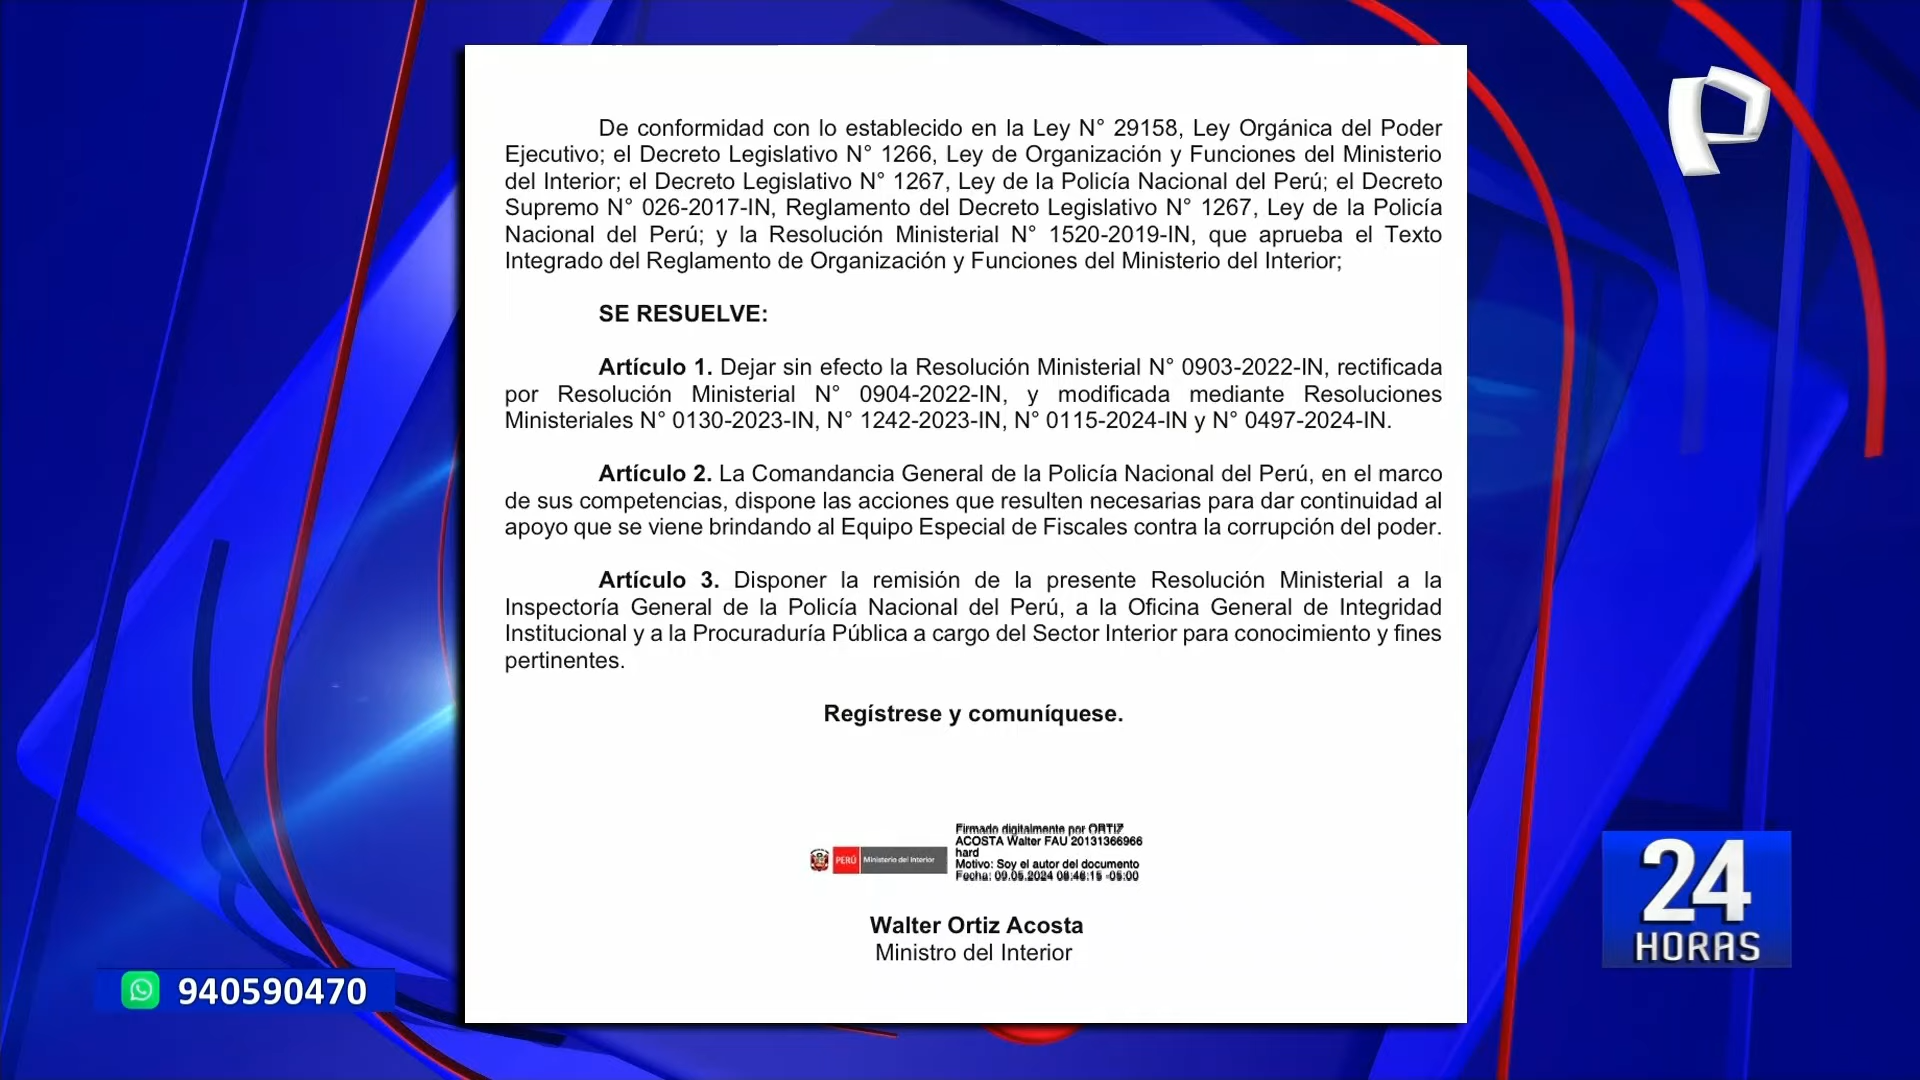 De conformidad con lo establecido en la Ley N° 29158, Ley Orgánica del Poder
Ejecutivo; el Decreto Legislativo N° 1266, Ley de Organización y Funciones del Ministerio
del Interior; el Decreto Legislativo N° 1267, Ley de la Policía Nacional del Perú; el Decreto
Supremo N° 026-2017-IN, Reglamento del Decreto Legislativo N° 1267, Ley de la Policía
Nacional del Perú; y la Resolución Ministerial N° 1520-2019-IN, que aprueba el Texto
Integrado del Reglamento de Organización y Funciones del Ministerio del Interior;
SE RESUELVE:
Artículo 1. Dejar sin efecto la Resolución Ministerial N° 0903-2022-IN, rectificada
por Resolución Ministerial N° 0904-2022-IN, y modificada mediante Resoluciones
Ministeriales N° 0130-2023-IN, N° 1242-2023-IN, N° 0115-2024-IN y N° 0497-2024-IN.
Artículo 2. La Comandancia General de la Policía Nacional del Perú, en el marco
de sus competencias, dispone las acciones que resulten necesarias para dar continuidad al
apoyo que se viene brindando al Equipo Especial de Fiscales contra la corrupción del poder.
Artículo 3. Disponer la remisión de la presente Resolución Ministerial a la
Inspectoría General de la Policía Nacional del Perú, a la Oficina General de Integridad
Institucional y a la Procuraduría Pública a cargo del Sector Interior para conocimiento y fines
pertinentes.
Regístrese y comuníquese.
PERÚ Ministerio del Interior
Firmado digitalmente por ORTIZ
ACOSTA Walter FAU 20131366966
hard
Motivo: Soy el autor del documento
Fecha: 09.05.2024 08:46:15 -05:00
Walter Ortiz Acosta
Ministro del Interior
940590470
24
HORAS